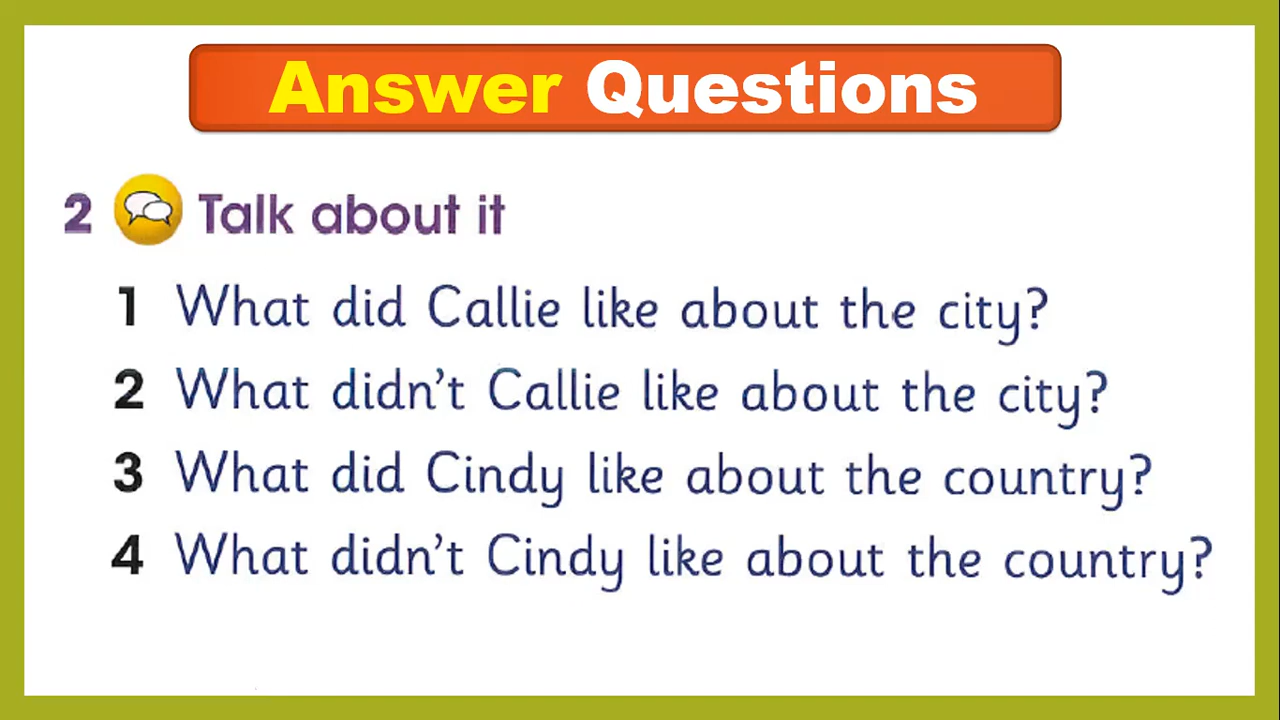 Answer Questions
2 Talk about it
1 What did Callie like about the city?
2 What didn't Callie like about the city?
3 What did Cindy like about the country?
4 What didn't Cindy like about the country?